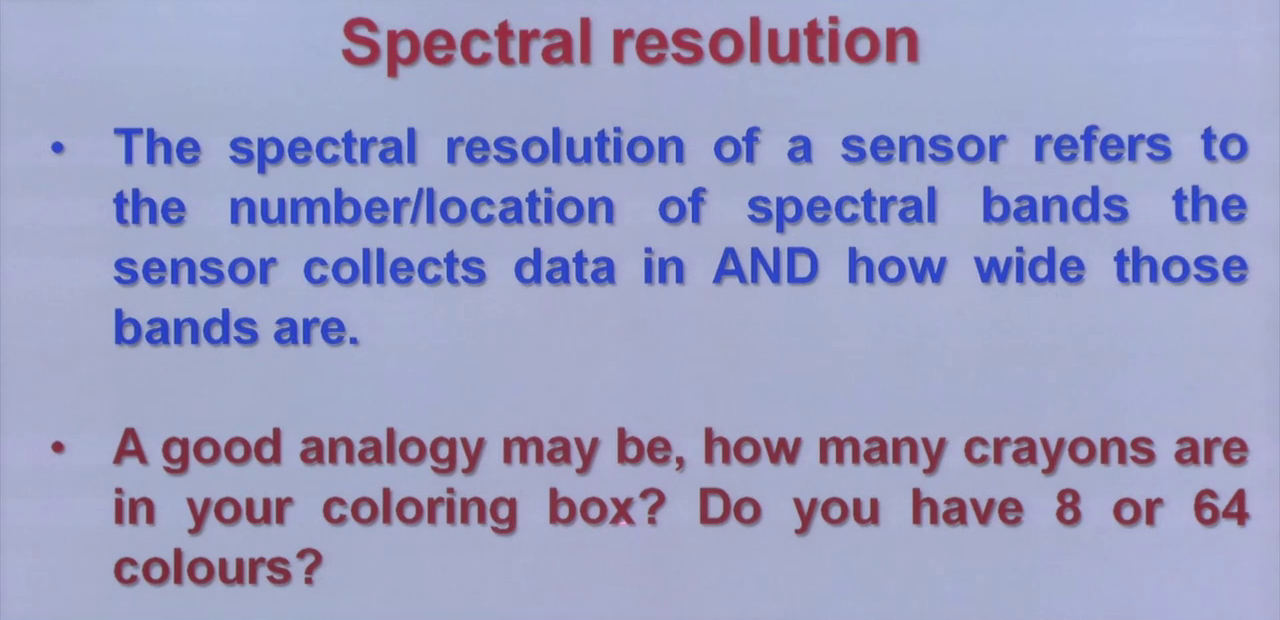 Spectral resolution
• The spectral resolution of a sensor refers to
the number/location of spectral bands the
sensor collects data in AND how wide those
bands are.
• A good analogy may be, how many crayons are
in your coloring box? Do you have 8 or 64
colours?